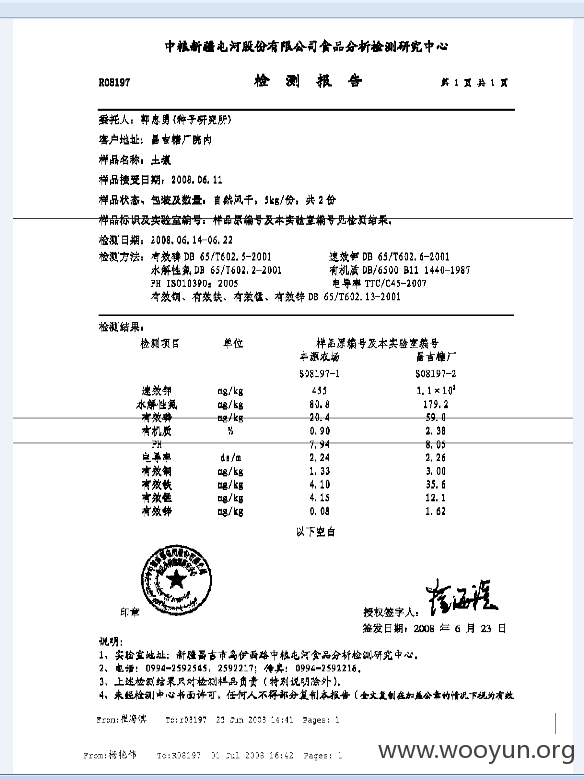 中粮新疆屯河股份有限公司食品分析检测研究中心
R08197 检 测 报 告 第 1 页 共 1 页
委托人：郭忠勇(种子研究所)
客户地址：昌吉糖厂院内
样品名称：土壤
样品接受日期：2008.06.11
样品状态、包装及数量：自然风干，5kg/份，共 2 份
样品标识及实验室编号：样品原编号及本实验室编号见检测结果。
检测日期：2008.06.14-06.22
检测方法：有效磷 DB 65/T602.5-2001 速效钾 DB 65/T602.6-2001
水解性氮 DB 65/T602.2-2001 有机质 DB/6500 B11 1440-1987
PH ISO10390：2005 电导率 TTC/C45-2007
有效铜、有效铁、有效锰、有效锌 DB 65/T602.13-2001
检测结果：
检测项目 单位 样品原编号及本实验室编号
农场 昌吉糖厂
S08197-1 S08197-2
速效钾 mg/kg 455 1.1×10³
水解性氮 mg/kg 80.8 179.2
有效磷 mg/kg 20.4 59.0
有机质 % 0.90 2.38
PH 7.94 8.05
电导率 ds/m 2.24 2.26
有效铜 mg/kg 1.33 3.00
有效铁 mg/kg 4.10 35.6
有效锰 mg/kg 4.15 12.1
有效锌 mg/kg 0.08 1.62
以下空白
印章
授权签字人：
签发日期：2008 年 6 月 23 日
说明：
1、实验室地址：新疆昌吉市乌伊西路中粮屯河食品分析检测研究中心。
2、电话：0994-2592545，2592217；传真：0994-2592216。
3、上述检测结果只对检测样品负责（特别说明除外）。
4、未经检测中心书面许可，任何人不得部分复制本报告（全文复制在加盖公章的情况下视为有效
From:崔海滨 To:r08197 23 Jun 2008 14:41 Pages: 1
From:杨艳伟 To:R08197 01 Jul 2008 16:42 Pages: 1
www.wooyun.org